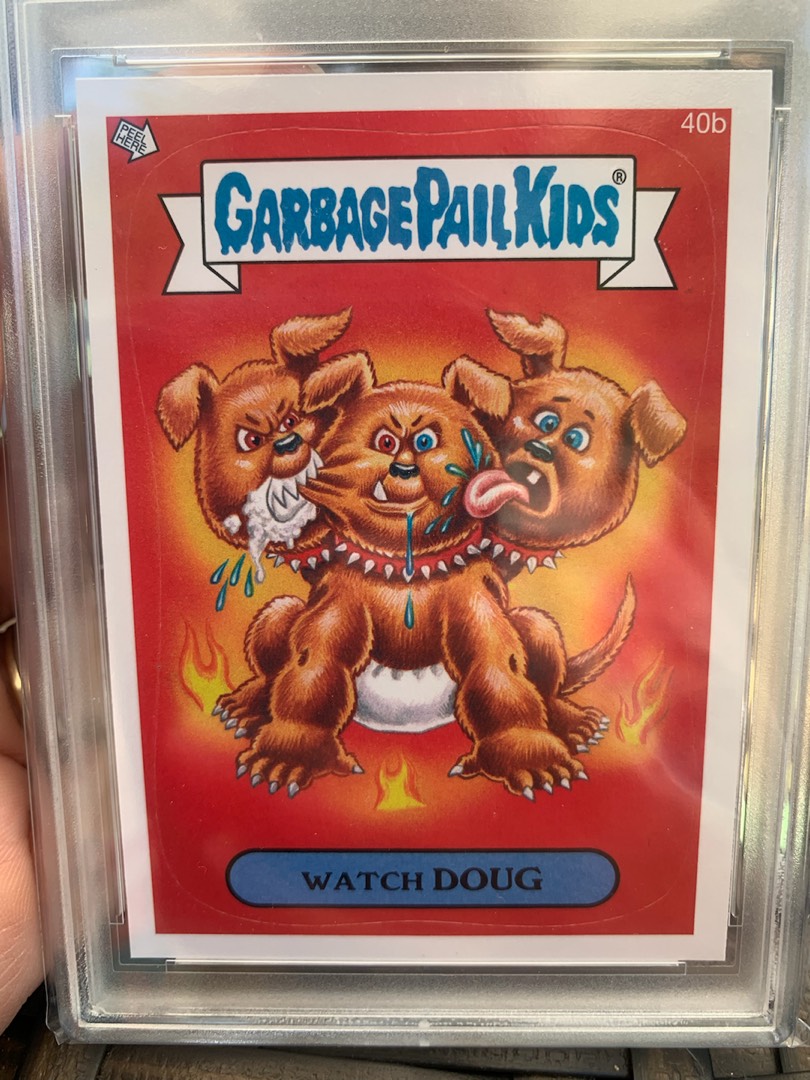 PEEL
HERE
40b
GARBAGE PAIL KIDS®
WATCH DOUG